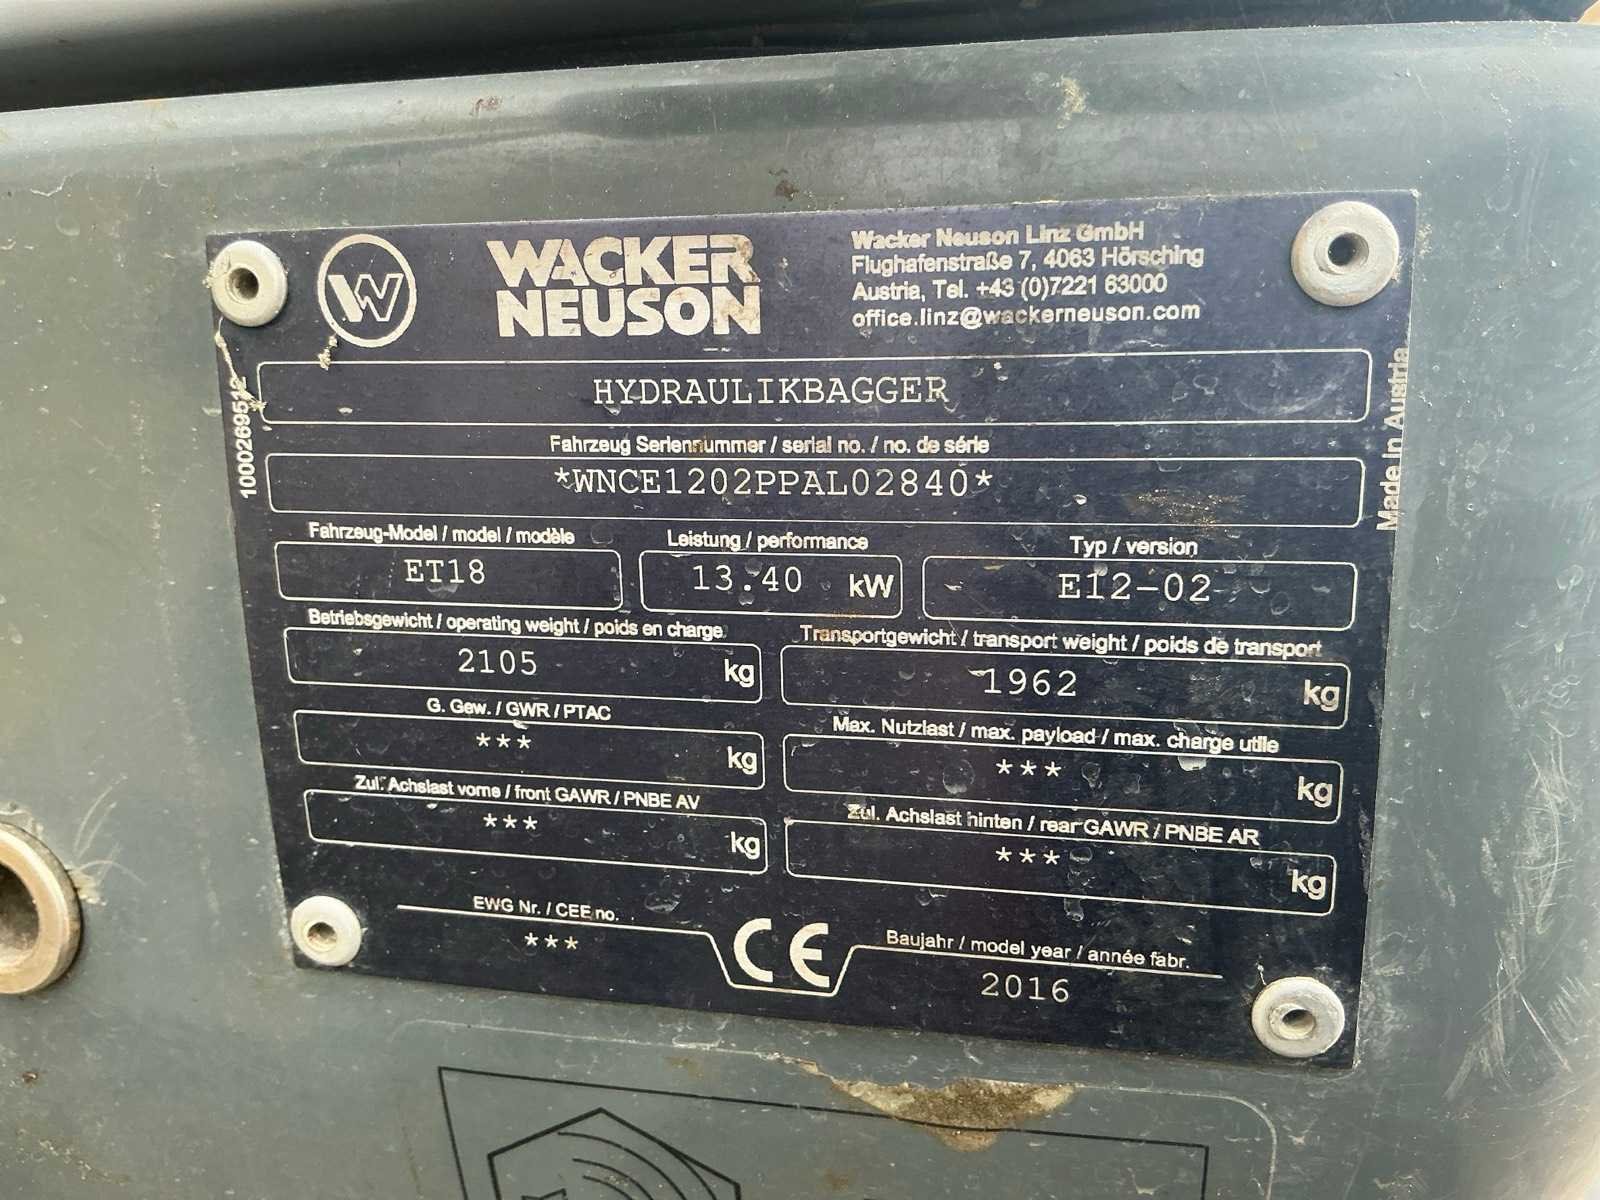 WACKER
NEUSON
Wacker Neuson Linz GmbH
Flughafenstraße 7, 4063 Hörsching
Austria, Tel. +43 (0)7221 63000
office.linz@wackerneuson.com
HYDRAULIKBAGGER
1000269512
Made in Austria
Fahrzeug Seriennummer / serial no. / no. de série
*WNCE1202PPAL02840*
Fahrzeug-Model / model / modèle
ET18
Leistung / performance
13.40 kW
Typ / version
E12-02
Betriebsgewicht / operating weight / poids en charge
2105 kg
Transportgewicht / transport weight / poids de transport
1962 kg
G. Gew. / GWR / PTAC
*** kg
Max. Nutzlast / max. payload / max. charge utile
*** kg
Zul. Achslast vorne / front GAWR / PNBE AV
*** kg
Zul. Achslast hinten / rear GAWR / PNBE AR
*** kg
EWG Nr. / CEE no.
***
CE
Baujahr / model year / année fabr.
2016